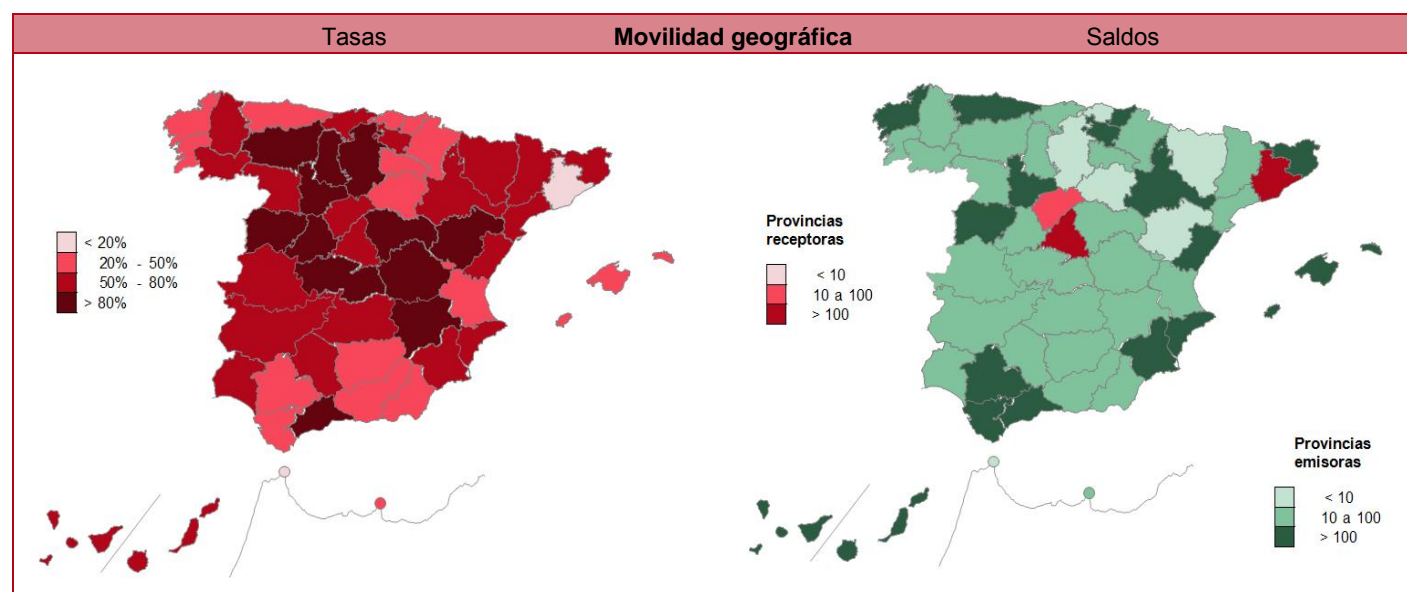 Tasas Movilidad geográfica Saldos
< 20%
20% - 50%
50% - 80%
> 80%
Provincias
receptoras
< 10
10 a 100
> 100
Provincias
emisoras
< 10
10 a 100
> 100